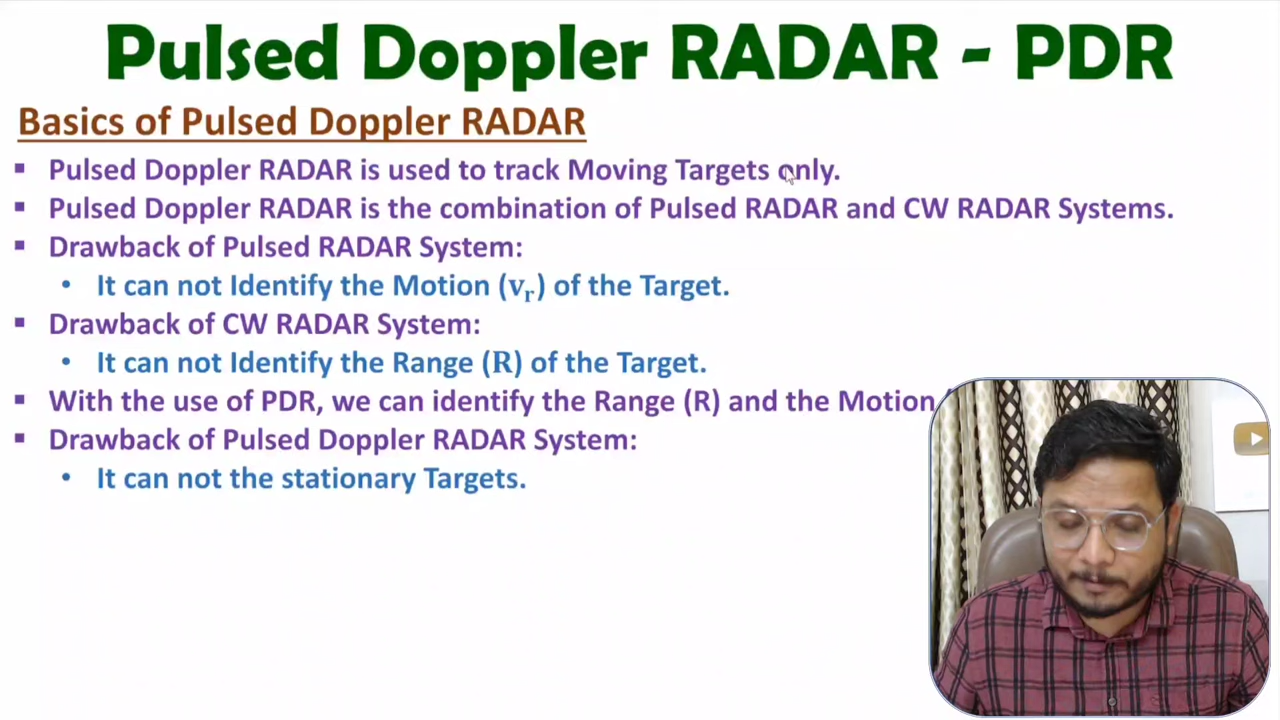 Pulsed Doppler RADAR - PDR
Basics of Pulsed Doppler RADAR
▪ Pulsed Doppler RADAR is used to track Moving Targets only.
▪ Pulsed Doppler RADAR is the combination of Pulsed RADAR and CW RADAR Systems.
▪ Drawback of Pulsed RADAR System:
• It can not Identify the Motion (vᵣ) of the Target.
▪ Drawback of CW RADAR System:
• It can not Identify the Range (R) of the Target.
▪ With the use of PDR, we can identify the Range (R) and the Motion
▪ Drawback of Pulsed Doppler RADAR System:
• It can not the stationary Targets.